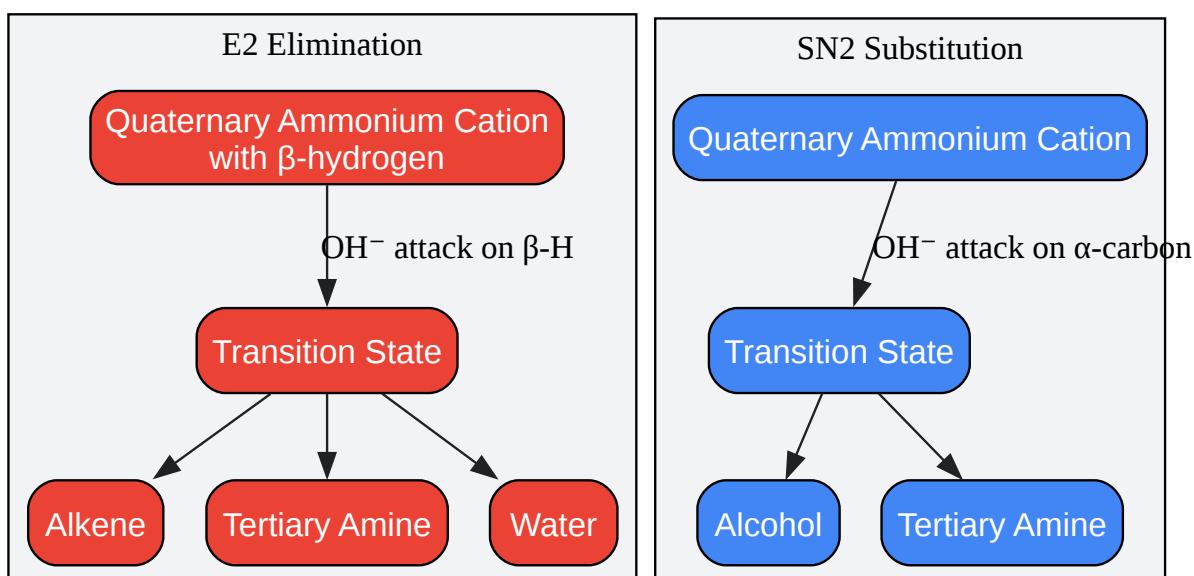 E2 Elimination
Quaternary Ammonium Cation
with β-hydrogen
OH⁻ attack on β-H
Transition State
Alkene
Tertiary Amine
Water
SN2 Substitution
Quaternary Ammonium Cation
OH⁻ attack on α-carbon
Transition State
Alcohol
Tertiary Amine